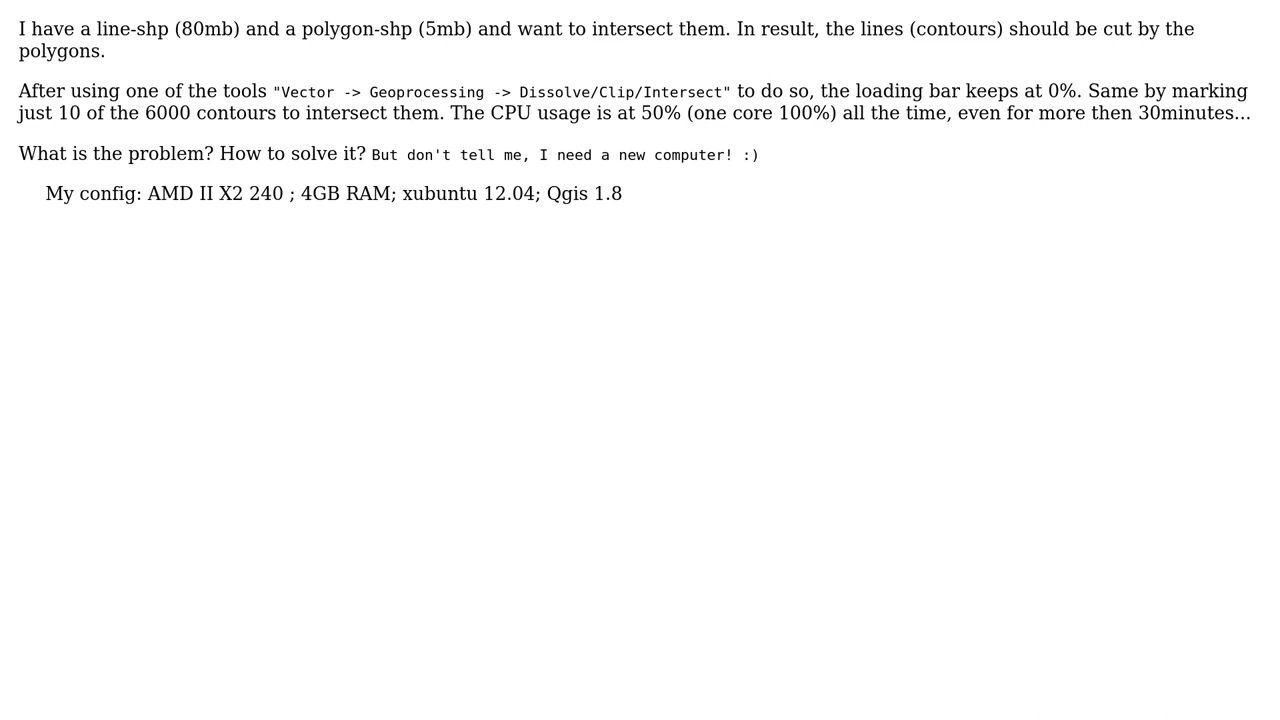 I have a line-shp (80mb) and a polygon-shp (5mb) and want to intersect them. In result, the lines (contours) should be cut by the
polygons.
After using one of the tools "Vector -> Geoprocessing -> Dissolve/Clip/Intersect" to do so, the loading bar keeps at 0%. Same by marking
just 10 of the 6000 contours to intersect them. The CPU usage is at 50% (one core 100%) all the time, even for more then 30minutes...
What is the problem? How to solve it? But don't tell me, I need a new computer! :)
My config: AMD II X2 240 ; 4GB RAM; xubuntu 12.04; Qgis 1.8